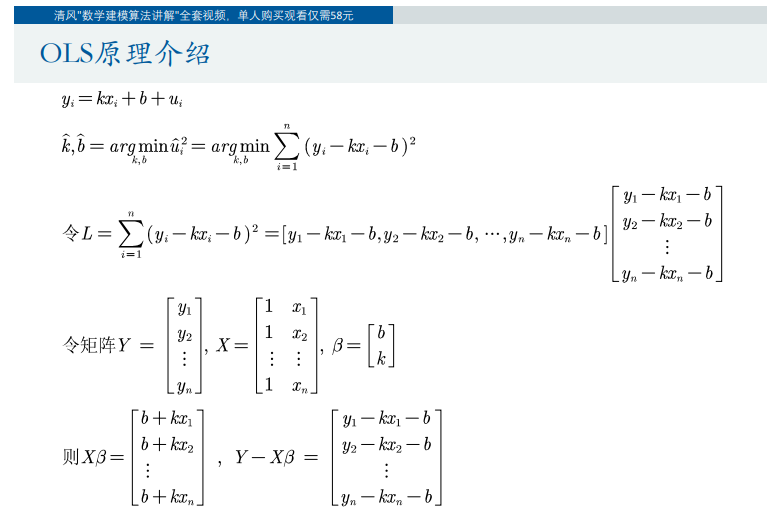 清风"数学建模算法讲解"全套视频，单人购买观看仅需58元
OLS原理介绍
$y_i = kx_i + b + u_i$
$\hat{k}, \hat{b} = \underset{k,b}{arg\,min}\, \hat{u}_i^2 = \underset{k,b}{arg\,min} \sum_{i=1}^{n} (y_i - kx_i - b)^2$
令 $L = \sum_{i=1}^{n} (y_i - kx_i - b)^2 = [y_1 - kx_1 - b, y_2 - kx_2 - b, \cdots, y_n - kx_n - b] \begin{bmatrix} y_1 - kx_1 - b \\ y_2 - kx_2 - b \\ \vdots \\ y_n - kx_n - b \end{bmatrix}$
令矩阵 $Y = \begin{bmatrix} y_1 \\ y_2 \\ \vdots \\ y_n \end{bmatrix}, X = \begin{bmatrix} 1 & x_1 \\ 1 & x_2 \\ \vdots & \vdots \\ 1 & x_n \end{bmatrix}, \beta = \begin{bmatrix} b \\ k \end{bmatrix}$
则 $X\beta = \begin{bmatrix} b + kx_1 \\ b + kx_2 \\ \vdots \\ b + kx_n \end{bmatrix}, Y - X\beta = \begin{bmatrix} y_1 - kx_1 - b \\ y_2 - kx_2 - b \\ \vdots \\ y_n - kx_n - b \end{bmatrix}$